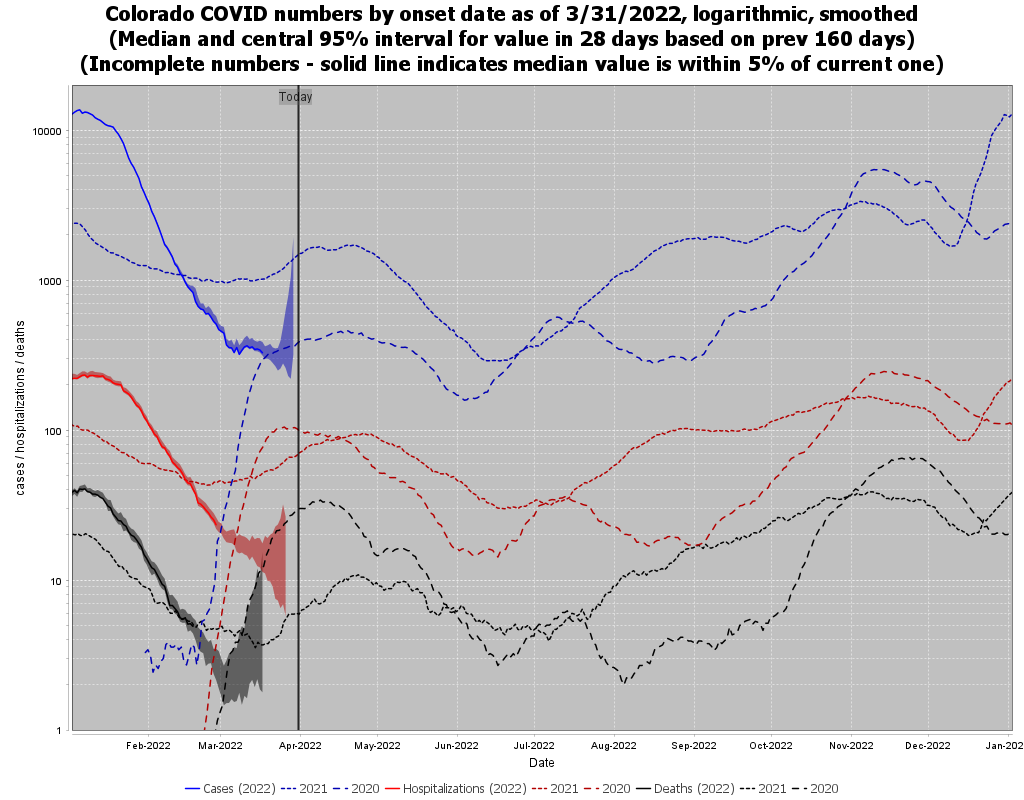 Colorado COVID numbers by onset date as of 3/31/2022, logarithmic, smoothed
(Median and central 95% interval for value in 28 days based on prev 160 days)
(Incomplete numbers - solid line indicates median value is within 5% of current one)
Today
10000
1000
100
10
1
cases / hospitalizations / deaths
Feb-2022 Mar-2022 Apr-2022 May-2022 Jun-2022 Jul-2022 Aug-2022 Sep-2022 Oct-2022 Nov-2022 Dec-2022 Jan-202
Date
Cases (2022) 2021 2020 Hospitalizations (2022) 2021 2020 Deaths (2022) 2021 2020